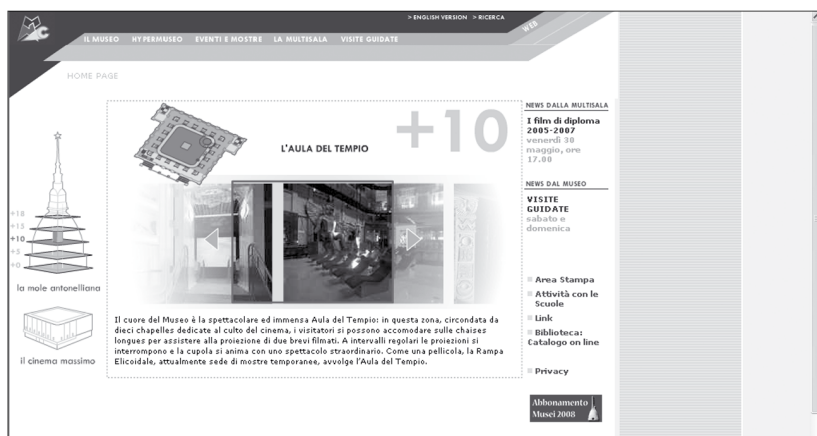 > ENGLISH VERSION > RICERCA
WEB
IL MUSEO HYPERMUSEO EVENTI E MOSTRE LA MULTISALA VISITE GUIDATE
HOME PAGE
+10
L'AULA DEL TEMPIO
+18
+15
+10
+5
+0
la mole antonelliana
il cinema massimo
Il cuore del Museo è la spettacolare ed immensa Aula del Tempio: in questa zona, circondata da
dieci chapelles dedicate al culto del cinema, i visitatori si possono accomodare sulle chaises
longues per assistere alla proiezione di due brevi filmati. A intervalli regolari le proiezioni si
interrompono e la cupola si anima con uno spettacolo straordinario. Come una pellicola, la Rampa
Elicoidale, attualmente sede di mostre temporanee, avvolge l'Aula del Tempio.
NEWS DALLA MULTISALA
I film di diploma
2005-2007
venerdì 30
maggio, ore
17.00
NEWS DAL MUSEO
VISITE
GUIDATE
sabato e
domenica
Area Stampa
Attività con le
Scuole
Link
Biblioteca:
Catalogo on line
Privacy
Abbonamento
Musei 2008